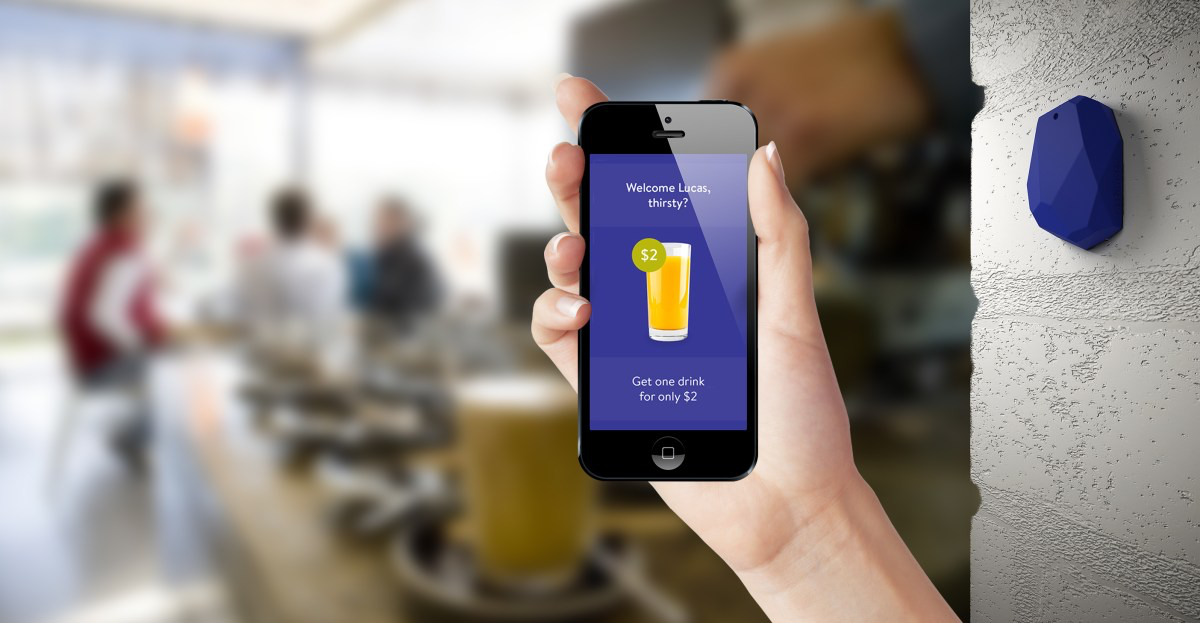 Welcome Lucas,
thirsty?
$2
Get one drink
for only $2